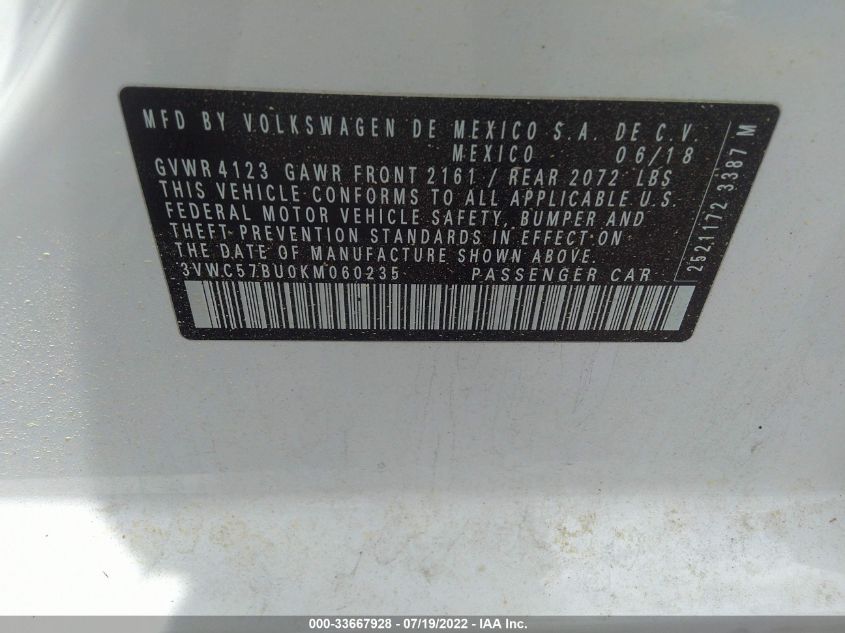 MFD BY VOLKSWAGEN DE MEXICO S.A. DE C.V.
MEXICO 06/18
GVWR 4123 GAWR FRONT 2161 / REAR 2072 LBS
THIS VEHICLE CONFORMS TO ALL APPLICABLE U.S.
FEDERAL MOTOR VEHICLE SAFETY, BUMPER AND
THEFT PREVENTION STANDARDS IN EFFECT ON
THE DATE OF MANUFACTURE SHOWN ABOVE.
3VWC57BU0KM060235 PASSENGER CAR
2521172 3387 M
000-33667928 - 07/19/2022 - IAA Inc.